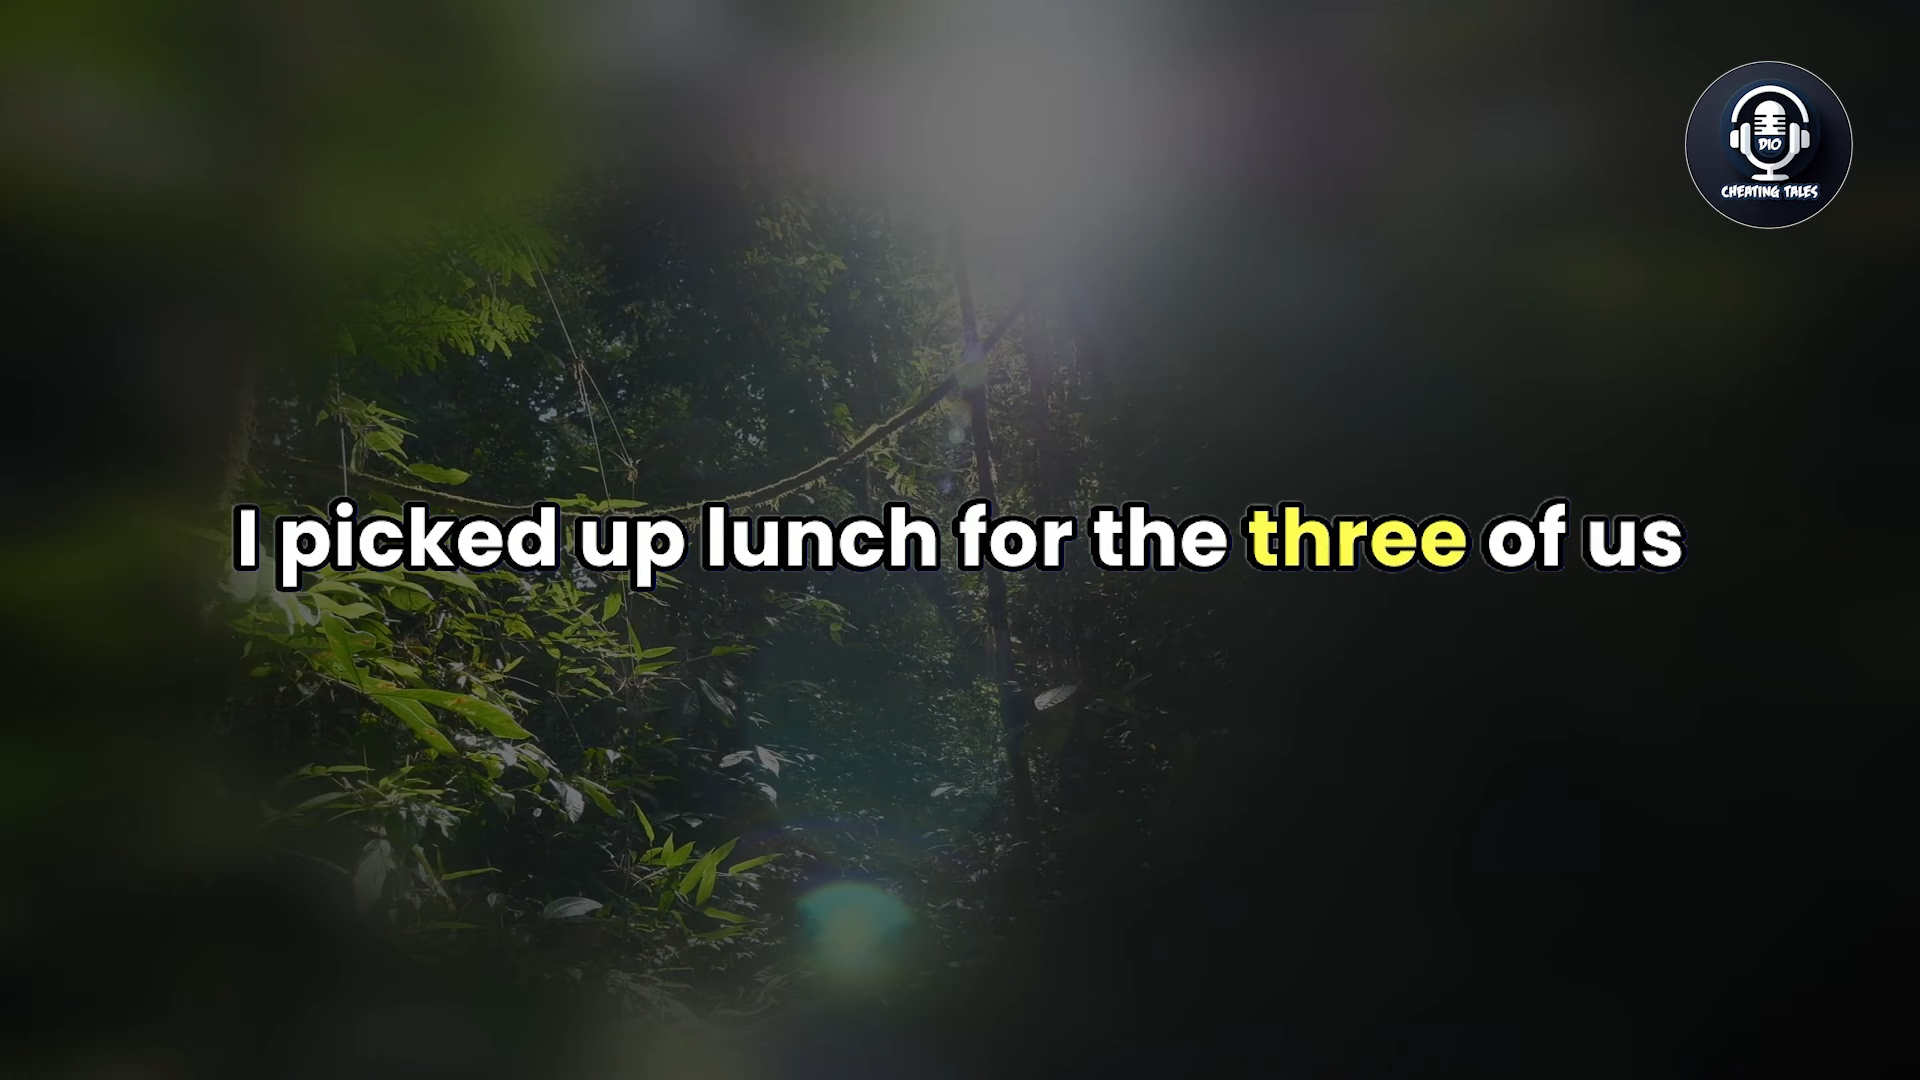 DIO
CHEATING TALES
I picked up lunch for the three of us